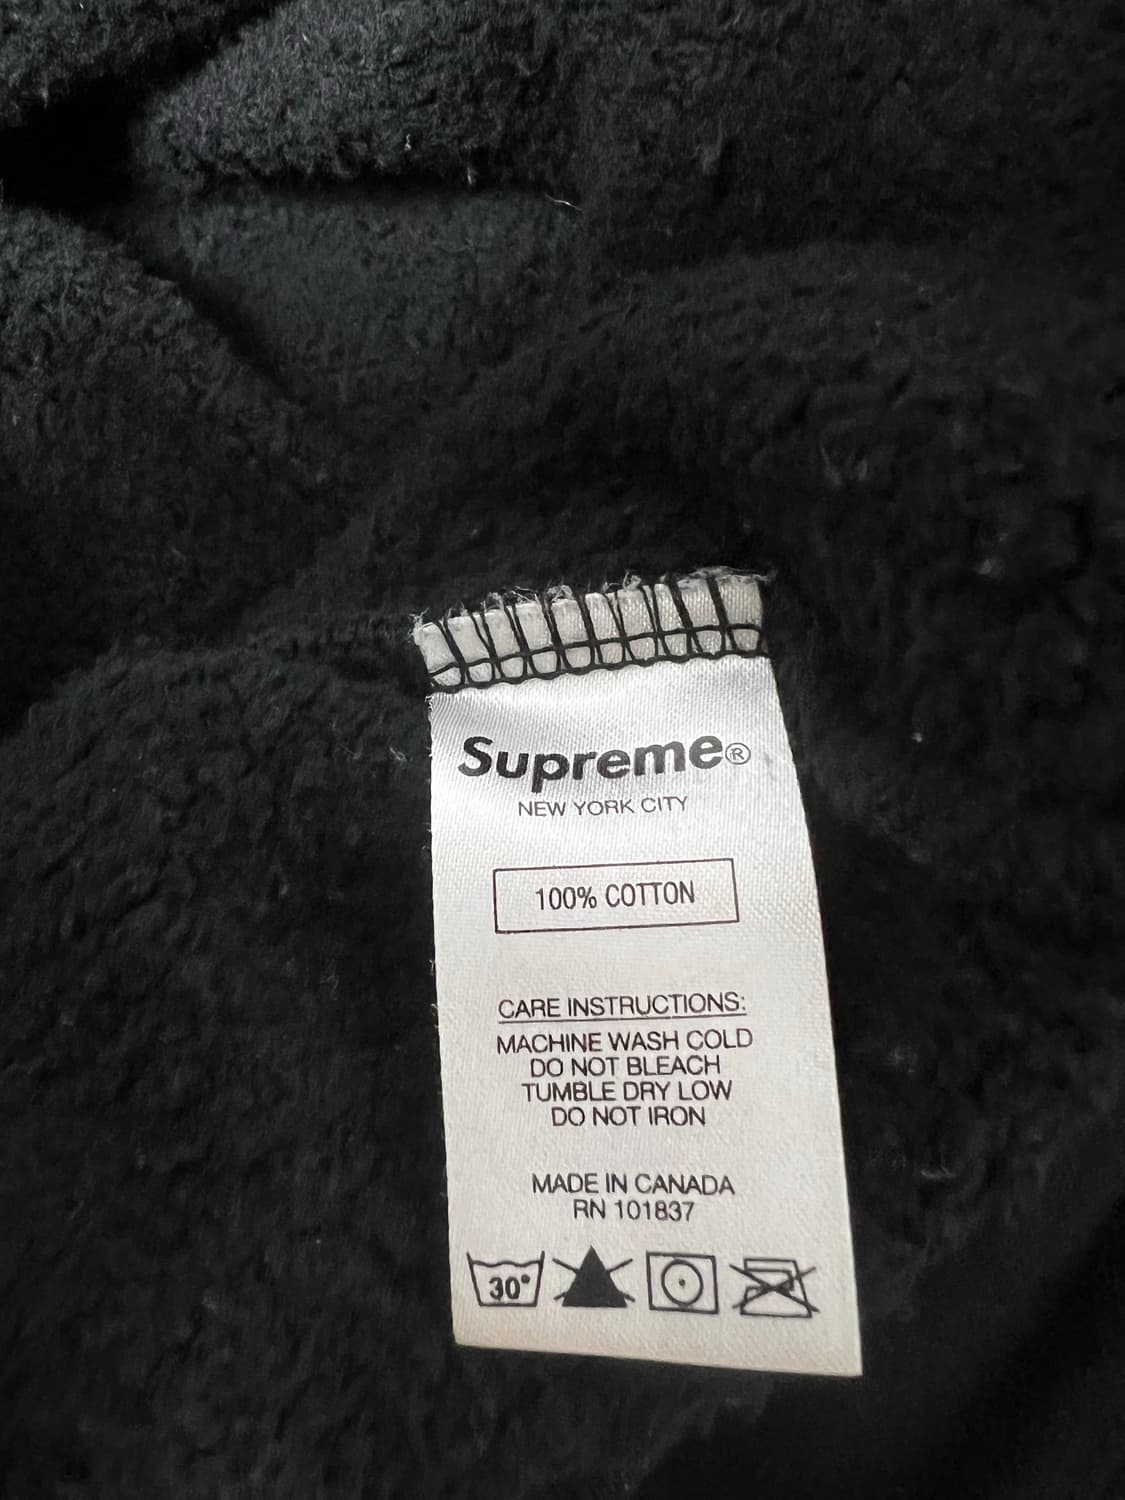 Supreme®
NEW YORK CITY
100% COTTON
CARE INSTRUCTIONS:
MACHINE WASH COLD
DO NOT BLEACH
TUMBLE DRY LOW
DO NOT IRON
MADE IN CANADA
RN 101837
30°